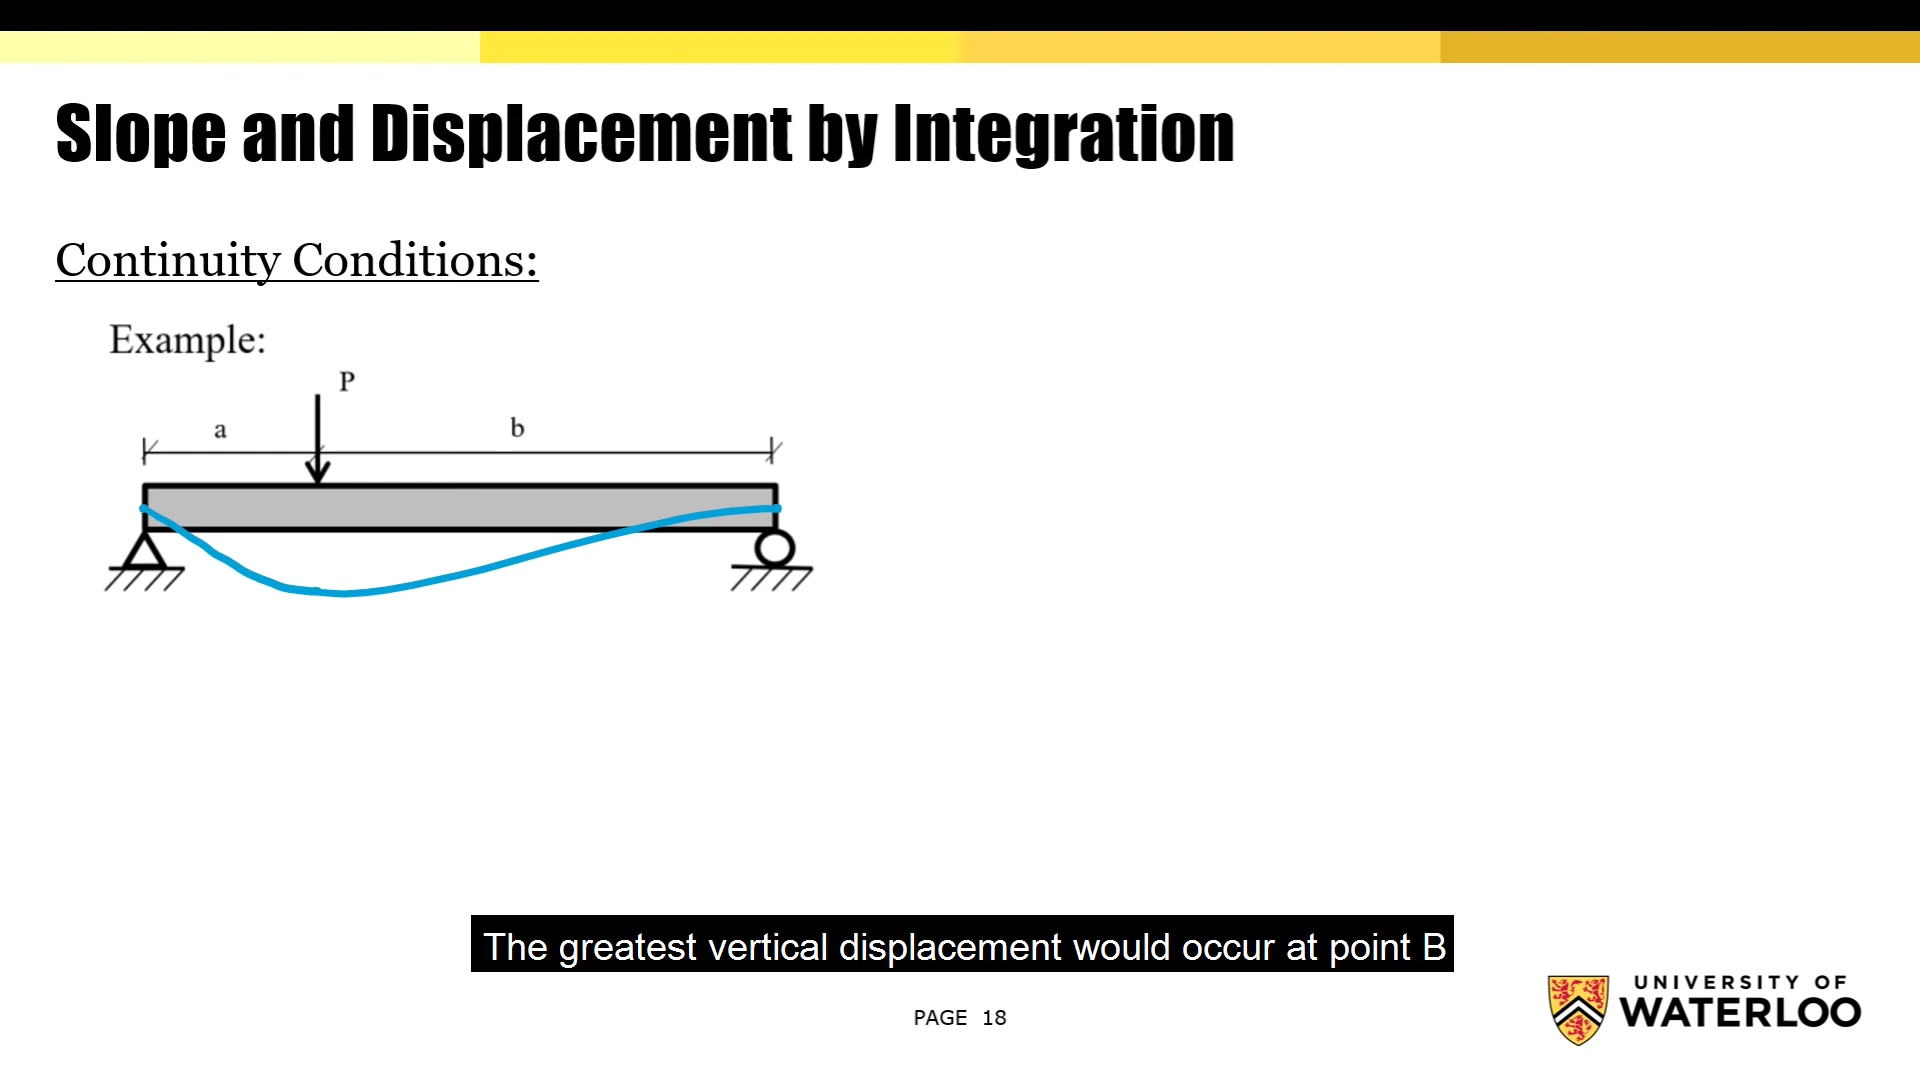 Slope and Displacement by Integration
Continuity Conditions:
Example:
P
a
b
The greatest vertical displacement would occur at point B
PAGE 18
UNIVERSITY OF
WATERLOO